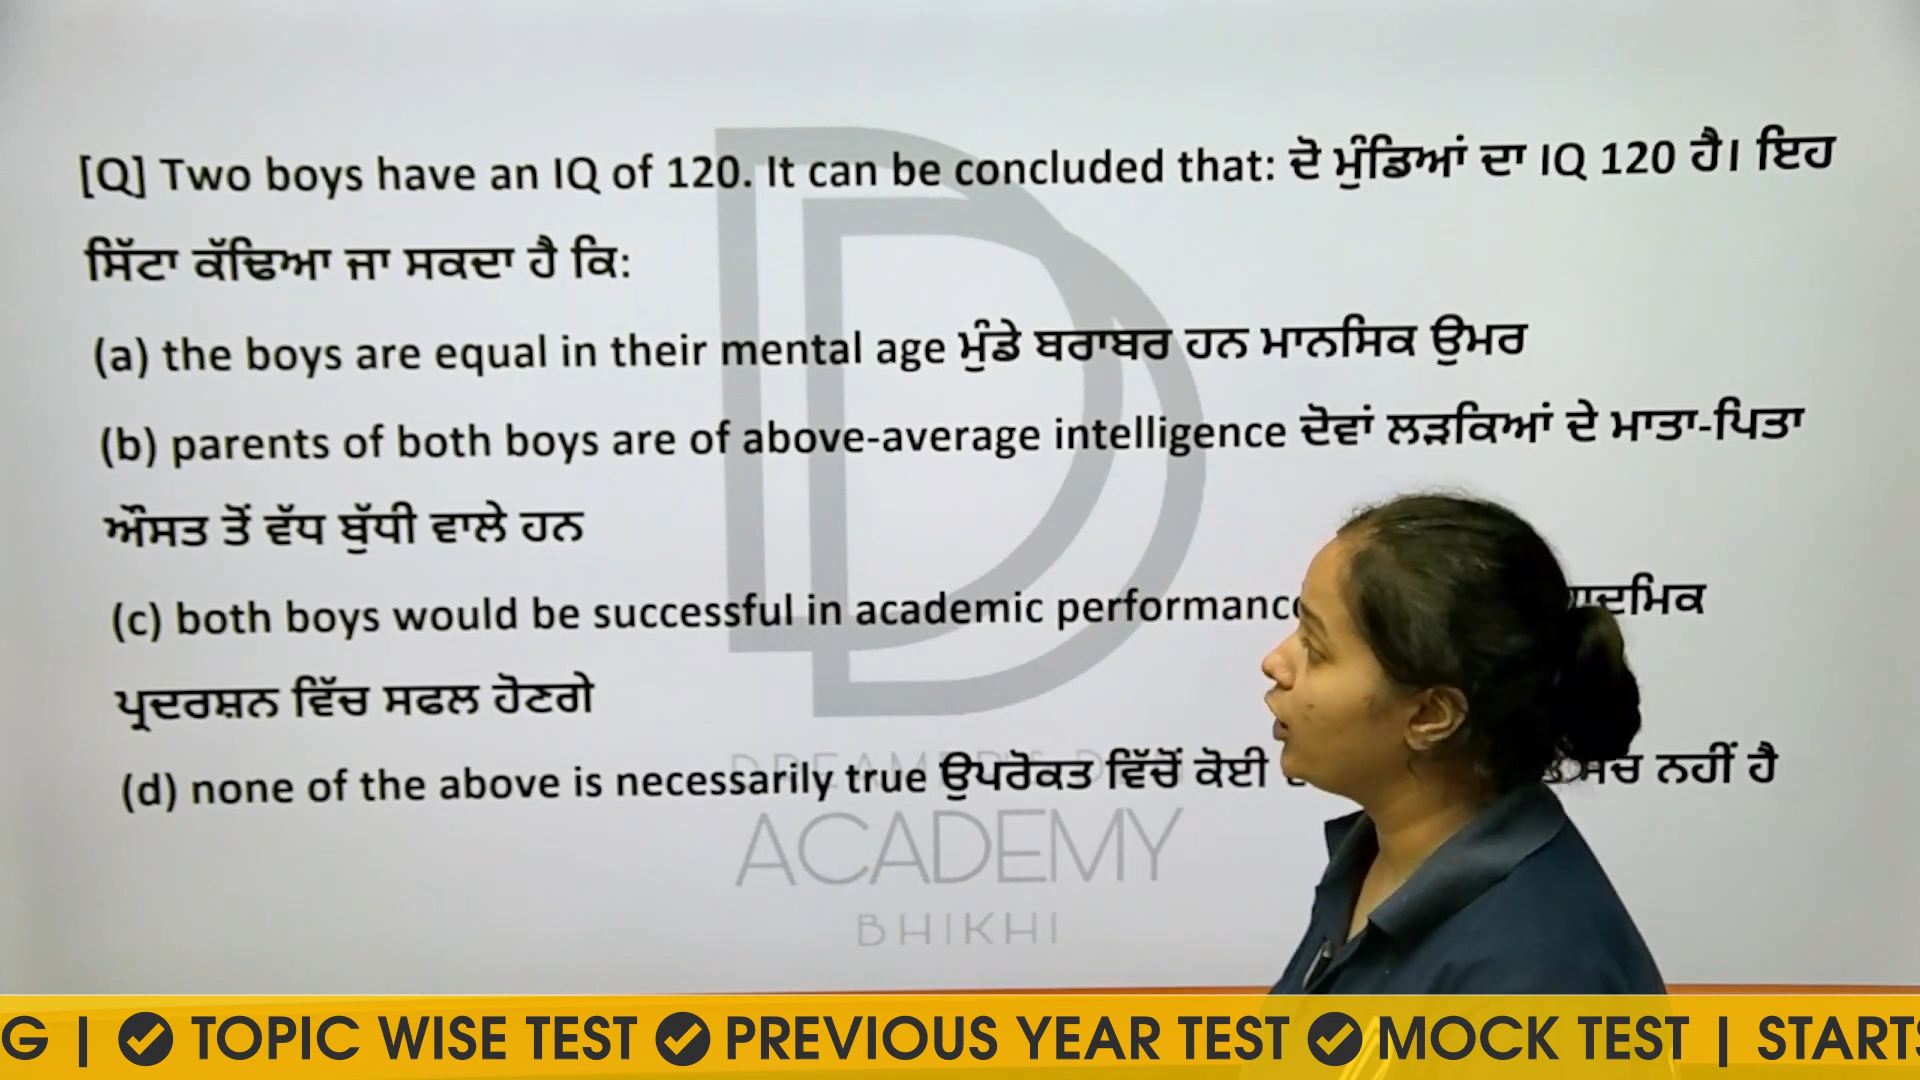 [Q] Two boys have an IQ of 120. It can be concluded that: ਦੋ ਮੁੰਡਿਆਂ ਦਾ IQ 120 ਹੈ। ਇਹ
ਸਿੱਟਾ ਕੱਢਿਆ ਜਾ ਸਕਦਾ ਹੈ ਕਿ:
(a) the boys are equal in their mental age ਮੁੰਡੇ ਬਰਾਬਰ ਹਨ ਮਾਨਸਿਕ ਉਮਰ
(b) parents of both boys are of above-average intelligence ਦੋਵਾਂ ਲੜਕਿਆਂ ਦੇ ਮਾਤਾ-ਪਿਤਾ
ਔਸਤ ਤੋਂ ਵੱਧ ਬੁੱਧੀ ਵਾਲੇ ਹਨ
(c) both boys would be successful in academic
ਪ੍ਰਦਰਸ਼ਨ ਵਿੱਚ ਸਫਲ ਹੋਣਗੇ
(d) none of the above is necessarily true ਉਪਰੋਕਤ ਵਿੱਚੋਂ ਕੋਈ ਨਹੀਂ ਹੈ
ACADEMY
BHIKHI
G | TOPIC WISE TEST PREVIOUS YEAR TEST MOCK TEST | STARTS